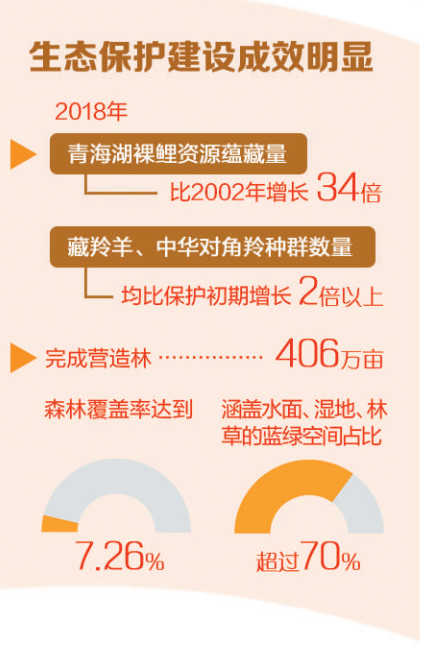 生态保护建设成效明显
2018年
青海湖裸鲤资源蕴藏量
比2002年增长 34倍
藏羚羊、中华对角羚种群数量
均比保护初期增长 2倍以上
完成营造林 ················ 406万亩
森林覆盖率达到
7.26%
涵盖水面、湿地、林
草的蓝绿空间占比
超过70%